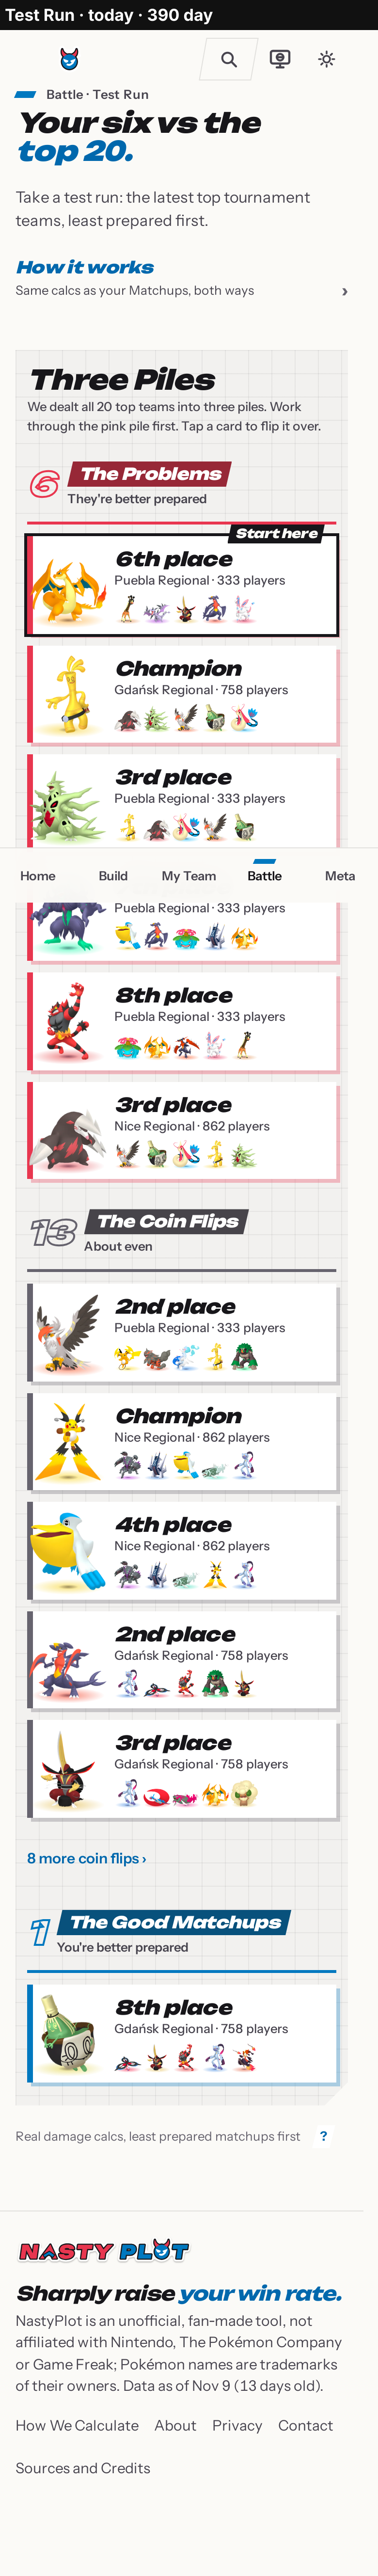 Test Run · today · 390 day
Battle · Test Run
Your six vs the
top 20.
Take a test run: the latest top tournament
teams, least prepared first.
How it works
Same calcs as your Matchups, both ways
›
Three Piles
We dealt all 20 top teams into three piles. Work
through the pink pile first. Tap a card to flip it over.
6
The Problems
They're better prepared
Start here
6th place
Puebla Regional · 333 players
Champion
Gdańsk Regional · 758 players
3rd place
Puebla Regional · 333 players
Home
Build
My Team
Battle
Meta
Puebla Regional · 333 players
8th place
Puebla Regional · 333 players
3rd place
Nice Regional · 862 players
13
The Coin Flips
About even
2nd place
Puebla Regional · 333 players
Champion
Nice Regional · 862 players
4th place
Nice Regional · 862 players
2nd place
Gdańsk Regional · 758 players
3rd place
Gdańsk Regional · 758 players
8 more coin flips ›
1
The Good Matchups
You're better prepared
8th place
Gdańsk Regional · 758 players
Real damage calcs, least prepared matchups first
?
NASTY PLOT
Sharply raise your win rate.
NastyPlot is an unofficial, fan-made tool, not
affiliated with Nintendo, The Pokémon Company
or Game Freak; Pokémon names are trademarks
of their owners. Data as of Nov 9 (13 days old).
How We Calculate
About
Privacy
Contact
Sources and Credits